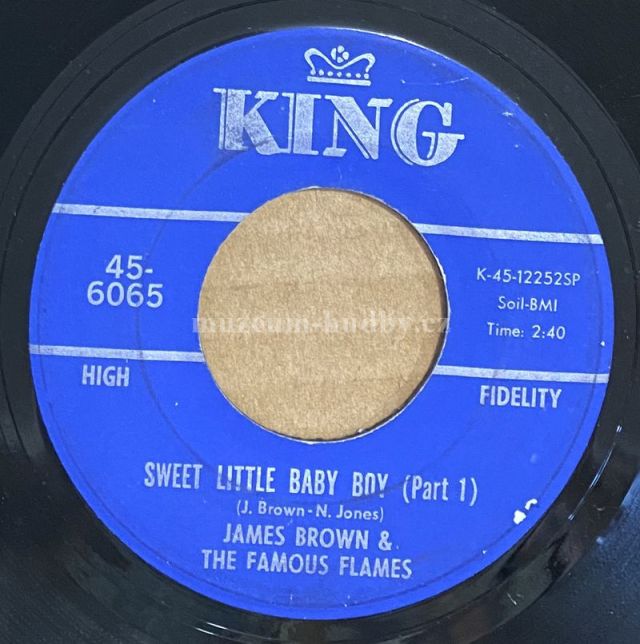 KING
45-
6065
K-45-12252SP
Soil-BMI
Time: 2:40
muzeum-hudby.cz
HIGH
FIDELITY
SWEET LITTLE BABY BOY (Part 1)
(J. Brown-N. Jones)
JAMES BROWN &
THE FAMOUS FLAMES